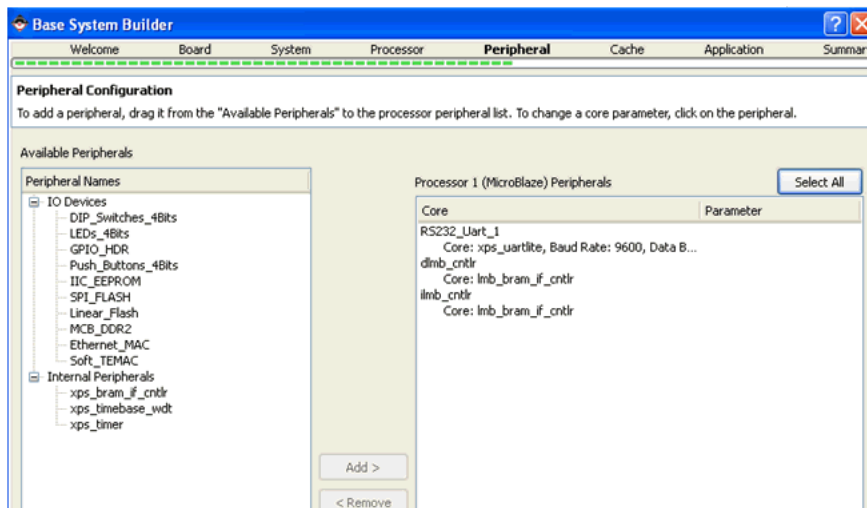 Base System Builder
Welcome Board System Processor Peripheral Cache Application Summar
Peripheral Configuration
To add a peripheral, drag it from the "Available Peripherals" to the processor peripheral list. To change a core parameter, click on the peripheral.
Available Peripherals
Peripheral Names
IO Devices
DIP_Switches_4Bits
LEDs_4Bits
GPIO_HDR
Push_Buttons_4Bits
IIC_EEPROM
SPI_FLASH
Linear_Flash
MCB_DDR2
Ethernet_MAC
Soft_TEMAC
Internal Peripherals
xps_bram_if_cntlr
xps_timebase_wdt
xps_timer
Add >
< Remove
Processor 1 (MicroBlaze) Peripherals
Select All
Core Parameter
RS232_Uart_1
Core: xps_uartlite, Baud Rate: 9600, Data B...
dlmb_cntlr
Core: lmb_bram_if_cntlr
ilmb_cntlr
Core: lmb_bram_if_cntlr